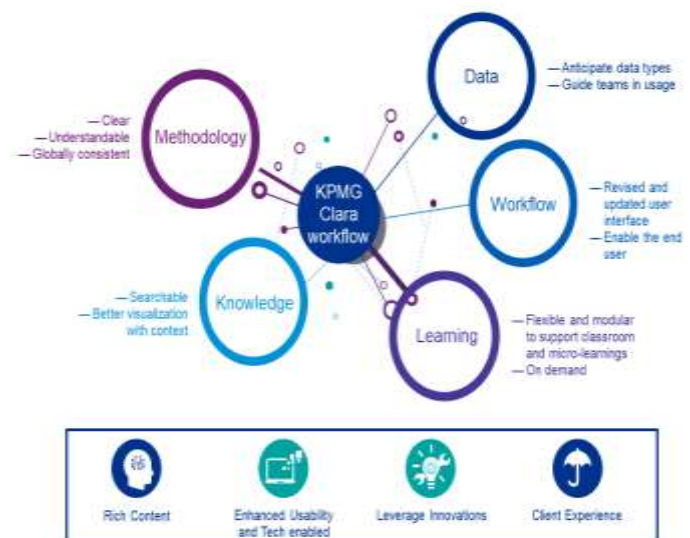 Data
— Anticipate data types
— Guide teams in usage
Methodology
— Clear
— Understandable
— Globally consistent
KPMG
Clara
workflow
Workflow
— Revised and
updated user
interface
— Enable the end
user
Knowledge
— Searchable
— Better visualization
with context
Learning
— Flexible and modular
to support classroom
and micro-learnings
— On demand
Rich Content
Enhanced Usability
and Tech enabled
Leverage Innovations
Client Experience